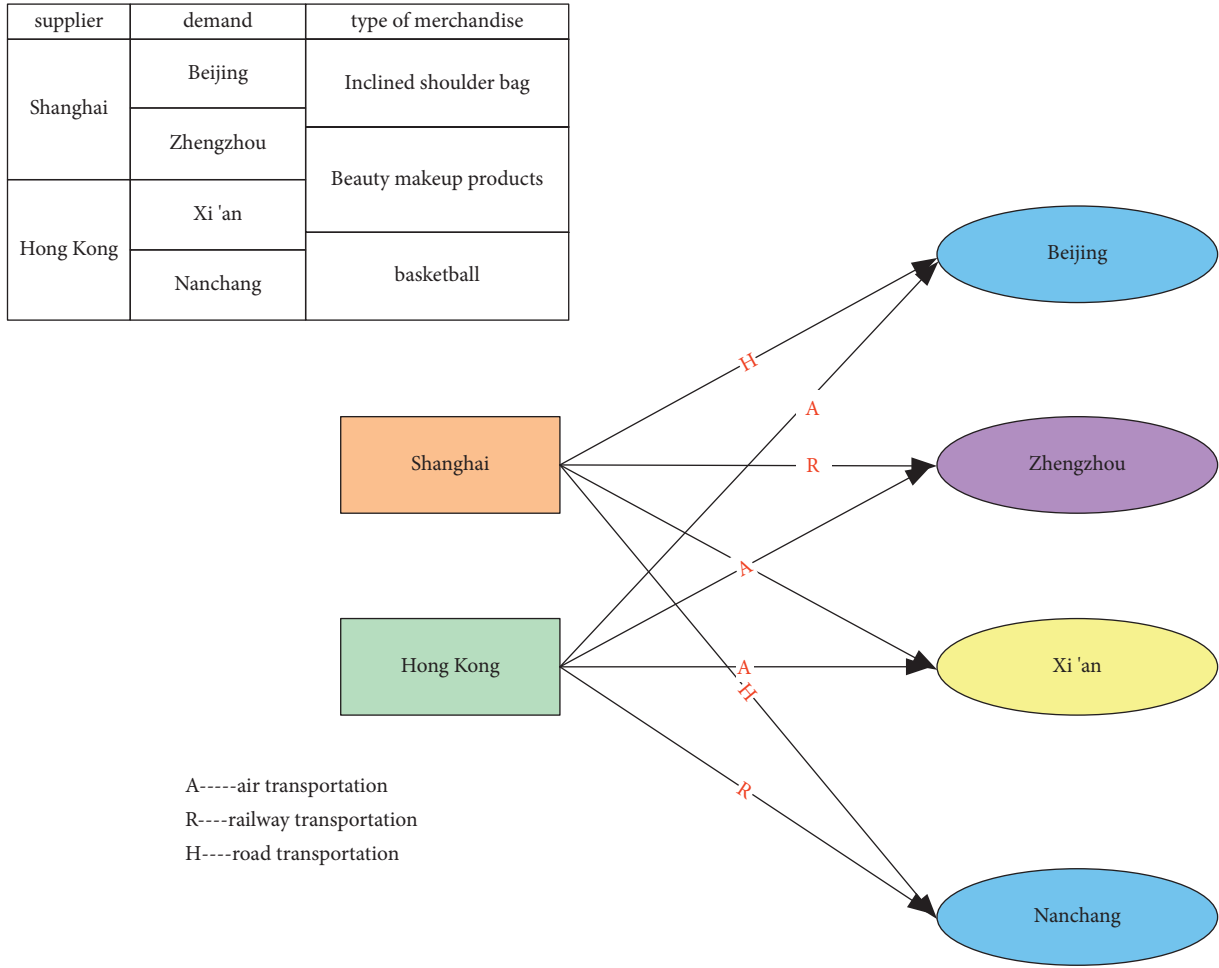 supplier demand type of merchandise
Shanghai
Beijing
Zhengzhou
Inclined shoulder bag
Beauty makeup products
Hong Kong
Xi 'an
Nanchang
basketball
Beijing
H
A
Shanghai
R
Zhengzhou
A
Hong Kong
A
Xi 'an
H
R
A-----air transportation
R----railway transportation
H----road transportation
Nanchang